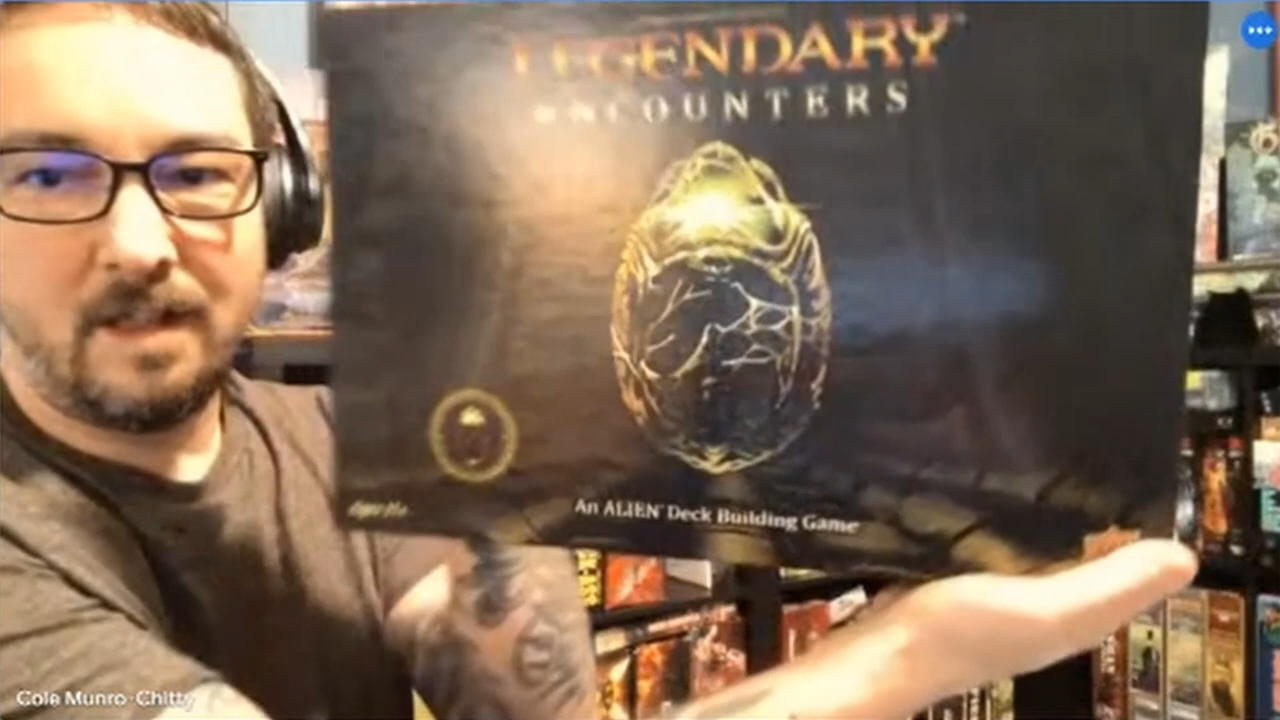 LEGENDARY
ENCOUNTERS
An ALIEN Deck Building Game
Cole Munro-Chitty